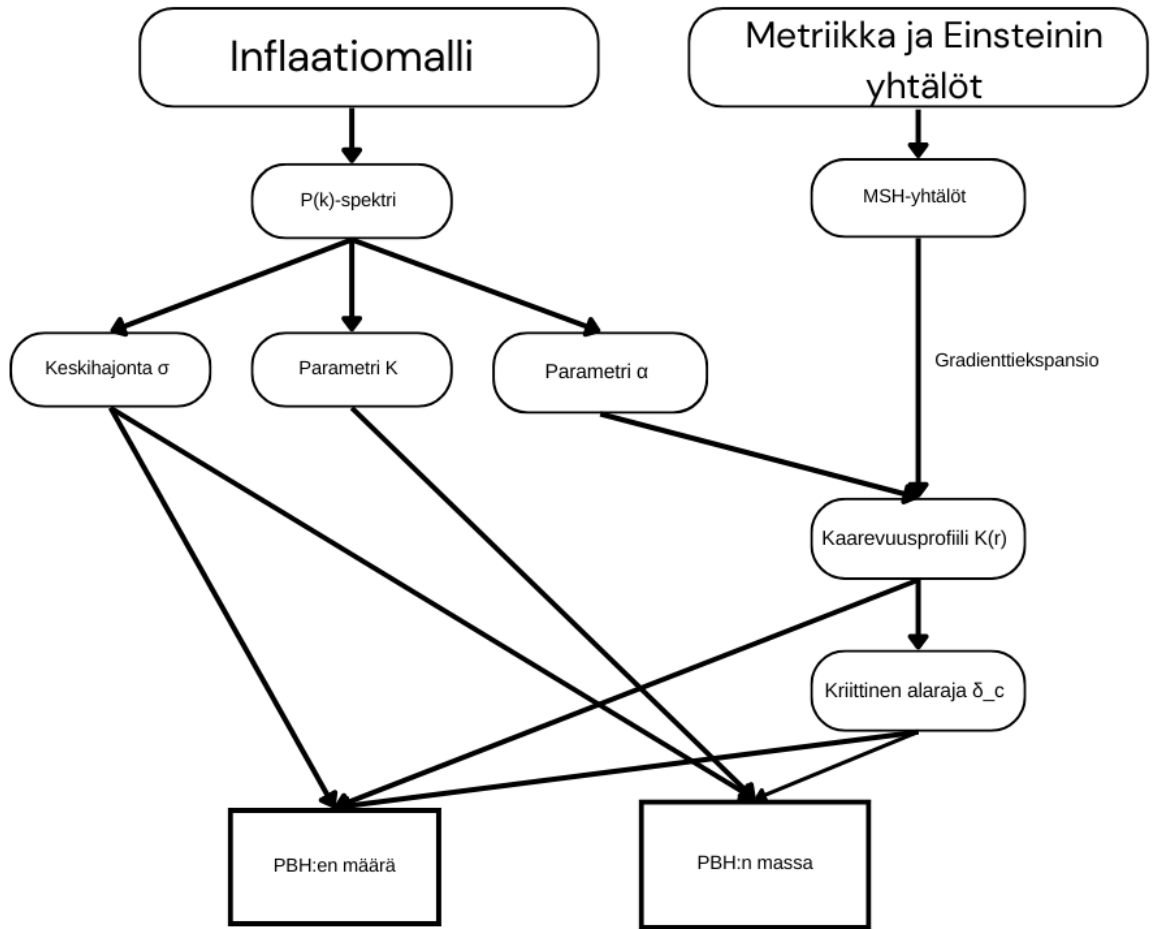 Inflaatiomalli
Metriikka ja Einsteinin
yhtälöt
P(k)-spektri
MSH-yhtälöt
Keskihajonta σ
Parametri K
Parametri α
Gradienttiekspansio
Kaarevuusprofiili K(r)
Kriittinen alaraja δ_c
PBH:en määrä
PBH:n massa